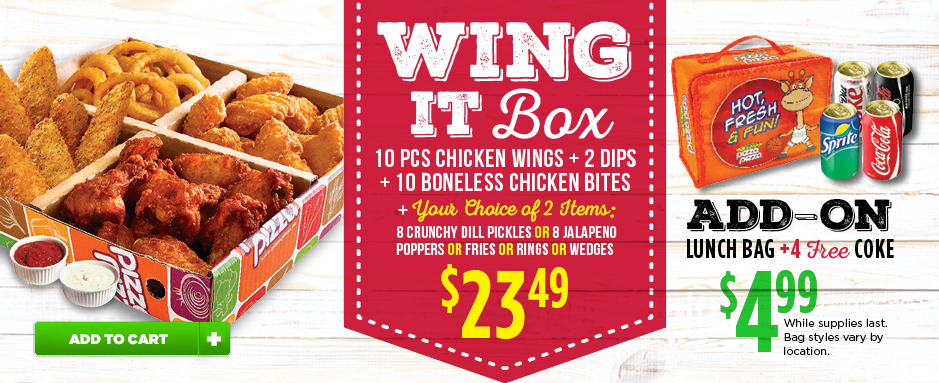 WING
IT Box
10 PCS CHICKEN WINGS + 2 DIPS
+ 10 BONELESS CHICKEN BITES
+ Your Choice of 2 Items:
8 CRUNCHY DILL PICKLES OR 8 JALAPENO
POPPERS OR FRIES OR RINGS OR WEDGES
$23.49
ADD TO CART +
HOT,
FRESH
& FUN!
PIZZA
PIZZA
Sprite
Coca-Cola
ADD-ON
LUNCH BAG +4 Free COKE
$4.99
While supplies last.
Bag styles vary by
location.